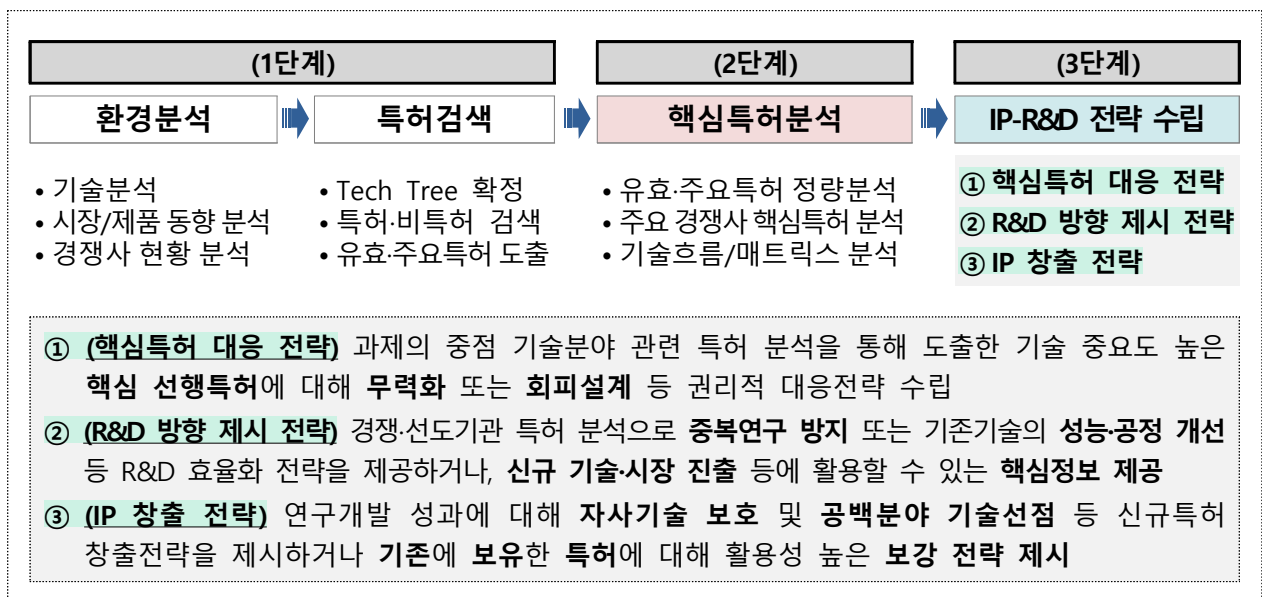 (1단계)
(2단계)
(3단계)
환경분석
특허검색
핵심특허분석
IP-R&D 전략 수립
• 기술분석
• 시장/제품 동향 분석
• 경쟁사 현황 분석
• Tech Tree 확정
• 특허·비특허 검색
• 유효·주요특허 도출
• 유효·주요특허 정량분석
• 주요 경쟁사 핵심특허 분석
• 기술흐름/매트릭스 분석
① 핵심특허 대응 전략
② R&D 방향 제시 전략
③ IP 창출 전략
① (핵심특허 대응 전략) 과제의 중점 기술분야 관련 특허 분석을 통해 도출한 기술 중요도 높은
핵심 선행특허에 대해 무력화 또는 회피설계 등 권리적 대응전략 수립
② (R&D 방향 제시 전략) 경쟁·선도기관 특허 분석으로 중복연구 방지 또는 기존기술의 성능·공정 개선
등 R&D 효율화 전략을 제공하거나, 신규 기술·시장 진출 등에 활용할 수 있는 핵심정보 제공
③ (IP 창출 전략) 연구개발 성과에 대해 자사기술 보호 및 공백분야 기술선점 등 신규특허
창출전략을 제시하거나 기존에 보유한 특허에 대해 활용성 높은 보강 전략 제시